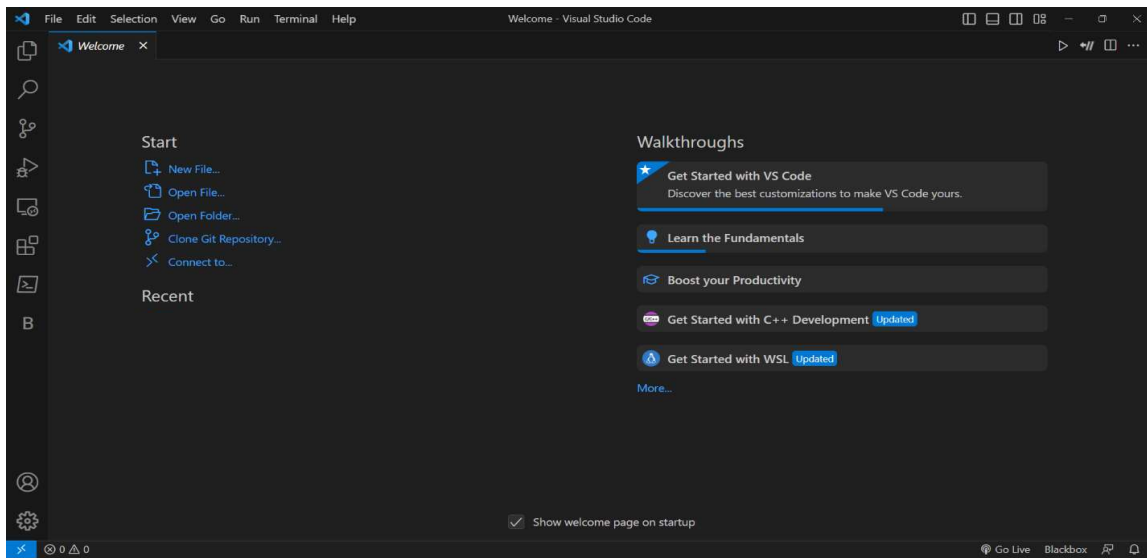 File Edit Selection View Go Run Terminal Help
Welcome - Visual Studio Code
Welcome
Start
New File...
Open File...
Open Folder...
Clone Git Repository...
Connect to...
Recent
Walkthroughs
Get Started with VS Code
Discover the best customizations to make VS Code yours.
Learn the Fundamentals
Boost your Productivity
Get Started with C++ Development Updated
Get Started with WSL Updated
More...
B
Show welcome page on startup
0 0
Go Live Blackbox